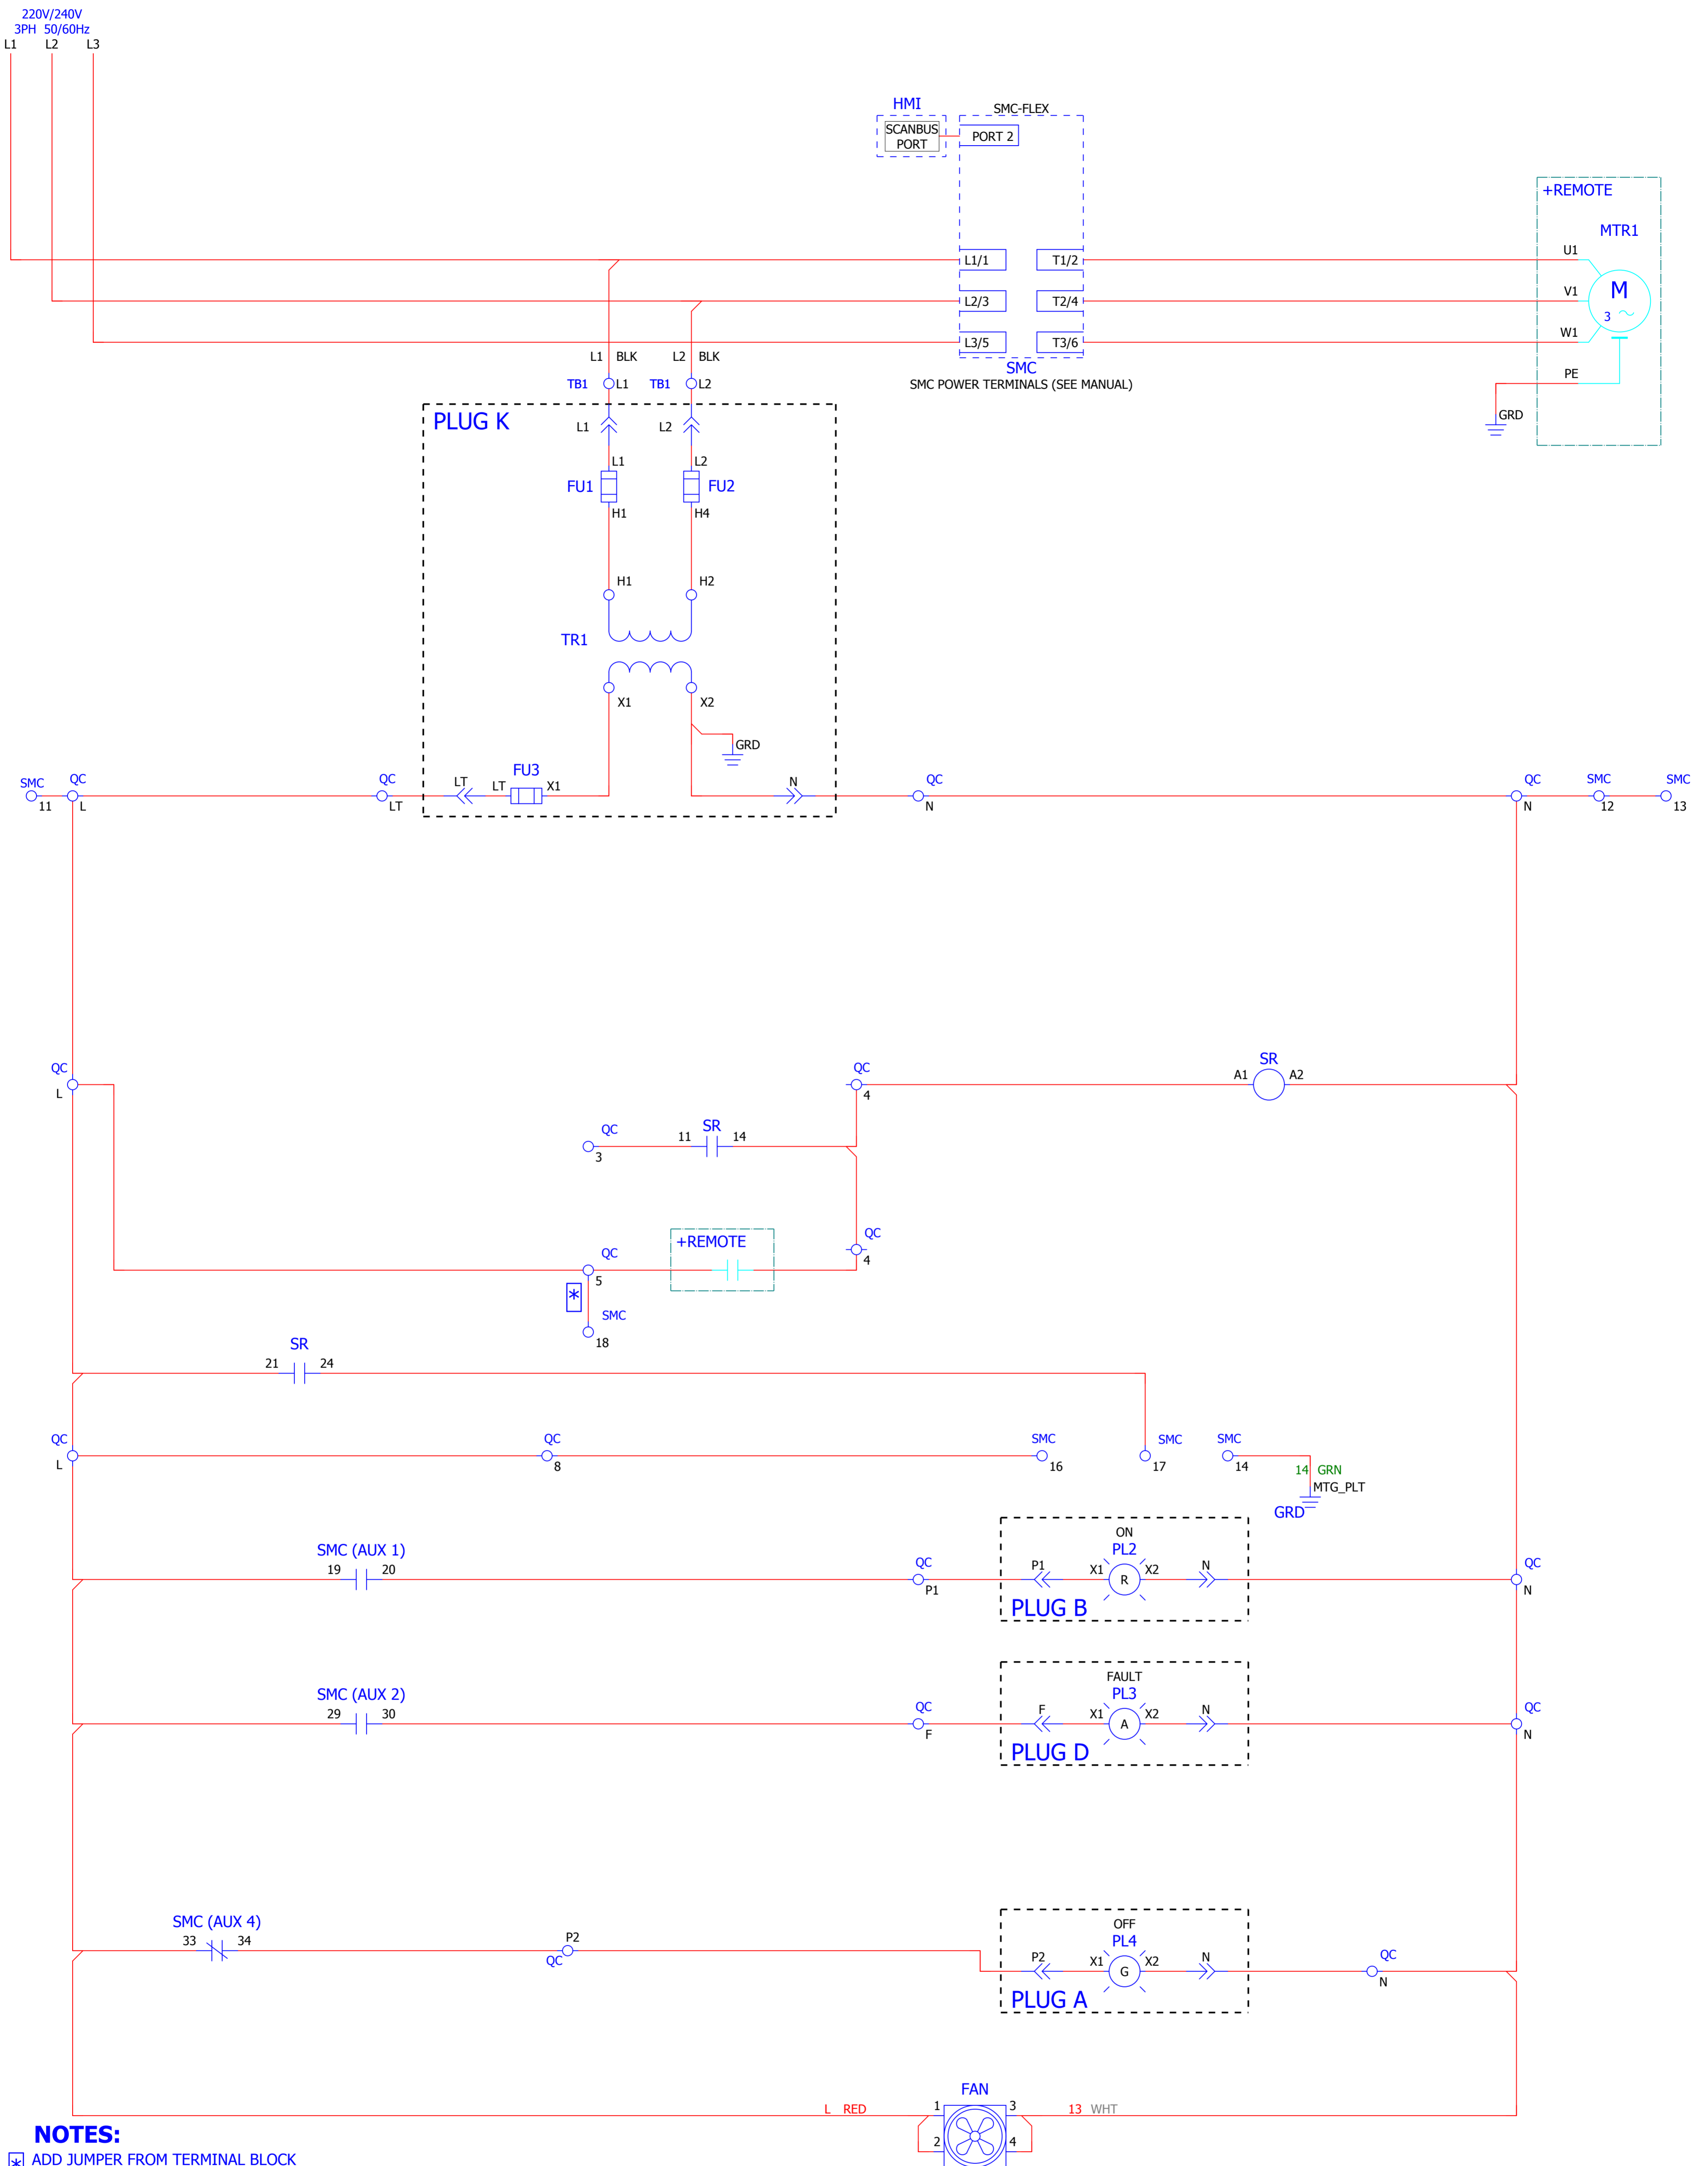 220V/240V
3PH 50/60Hz
L1 L2 L3
HMI
SCANBUS
PORT
SMC-FLEX
PORT 2
+REMOTE
MTR1
U1
L1/1 T1/2
V1
M
3
L2/3 T2/4
W1
L3/5 T3/6
SMC
SMC POWER TERMINALS (SEE MANUAL)
PE
GRD
L1 BLK L2 BLK
TB1 L1 TB1 L2
PLUG K
L1 L2
L1 L2
FU1 FU2
H1 H4
H1 H2
TR1
X1 X2
GRD
SMC QC QC
11 L LT
LT LT FU3 X1
N QC
N
QC SMC SMC
N 12 13
QC
L
QC
4
SR
A1 A2
QC
3
SR
11 14
QC
4
+REMOTE
QC
5
*
SMC
18
SR
21 24
QC
L
QC
8
SMC
16
SMC
17
SMC
14
14 GRN
MTG_PLT
GRD
SMC (AUX 1)
19 20
QC
P1
ON
PL2
P1 X1 R X2 N
PLUG B
QC
N
SMC (AUX 2)
29 30
QC
F
FAULT
PL3
F X1 A X2 N
PLUG D
QC
N
SMC (AUX 4)
33 34
P2
QC
OFF
PL4
P2 X1 G X2 N
PLUG A
QC
N
FAN
L RED 1 3 13 WHT
2 4
NOTES:
* ADD JUMPER FROM TERMINAL BLOCK